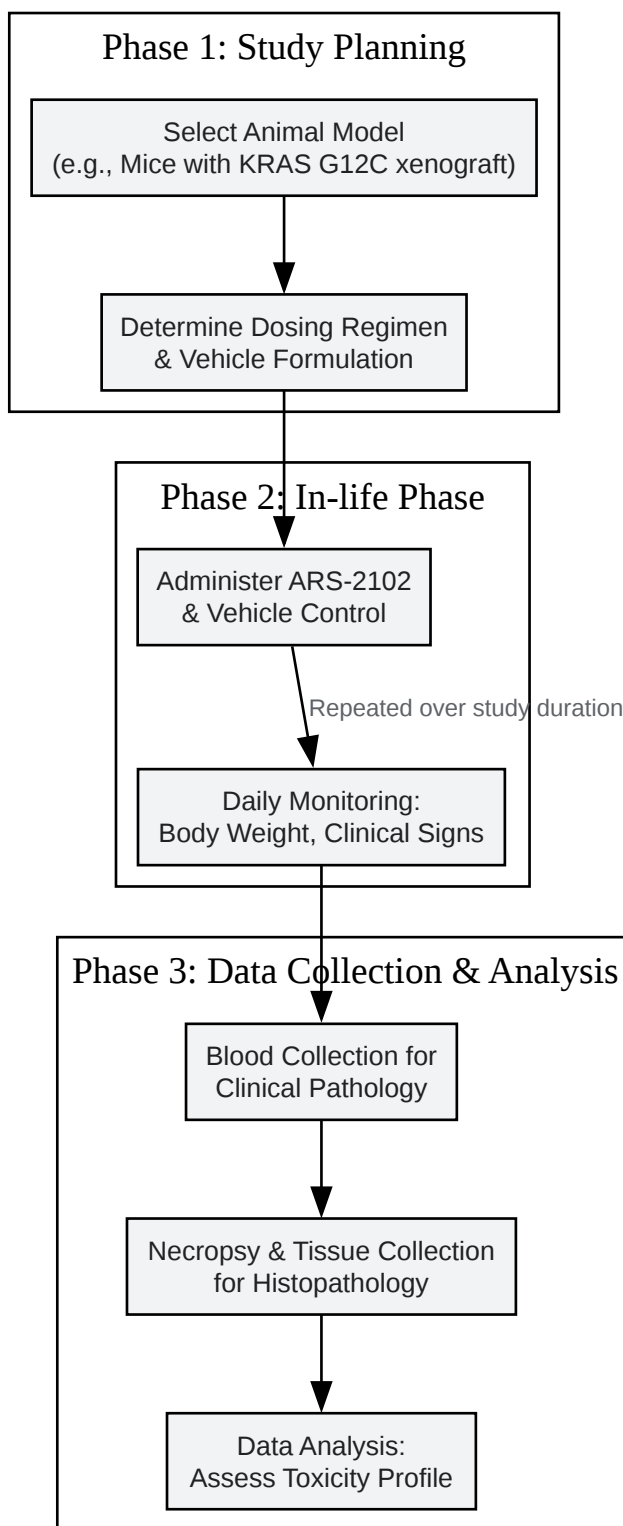 Phase 1: Study Planning
Select Animal Model
(e.g., Mice with KRAS G12C xenograft)
Determine Dosing Regimen
& Vehicle Formulation
Phase 2: In-life Phase
Administer ARS-2102
& Vehicle Control
Repeated over study duration
Daily Monitoring:
Body Weight, Clinical Signs
Phase 3: Data Collection & Analysis
Blood Collection for
Clinical Pathology
Necropsy & Tissue Collection
for Histopathology
Data Analysis:
Assess Toxicity Profile